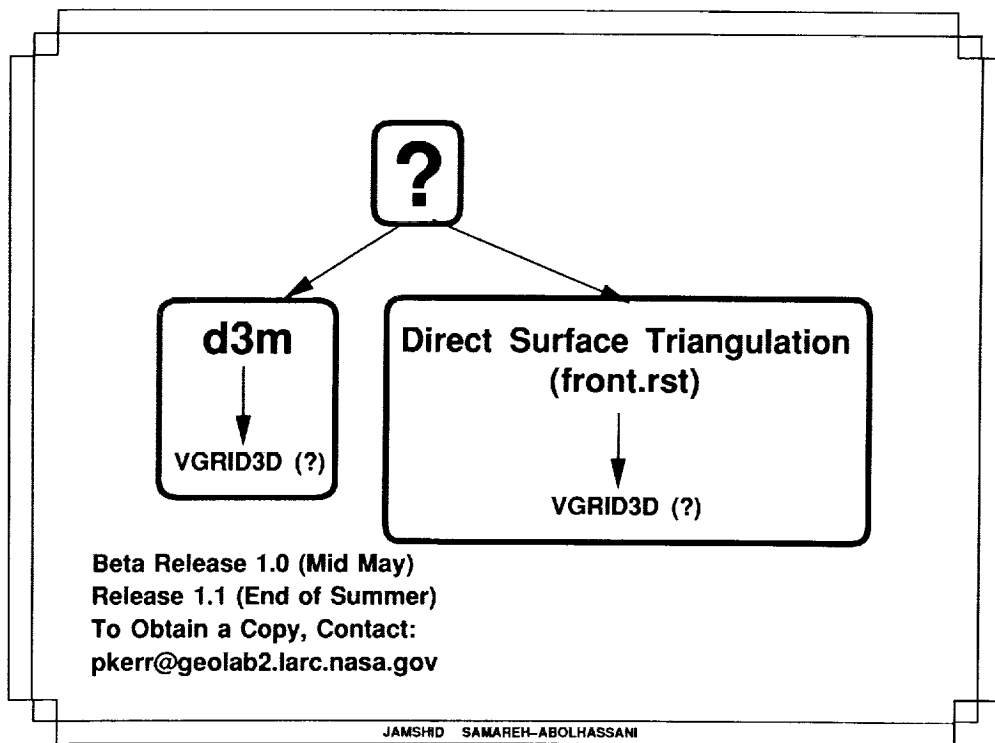 ?
d3m
VGRID3D (?)
Direct Surface Triangulation
(front.rst)
VGRID3D (?)
Beta Release 1.0 (Mid May)
Release 1.1 (End of Summer)
To Obtain a Copy, Contact:
pkerr@geolab2.larc.nasa.gov
JAMSHID SAMAREH-ABOLHASSANI